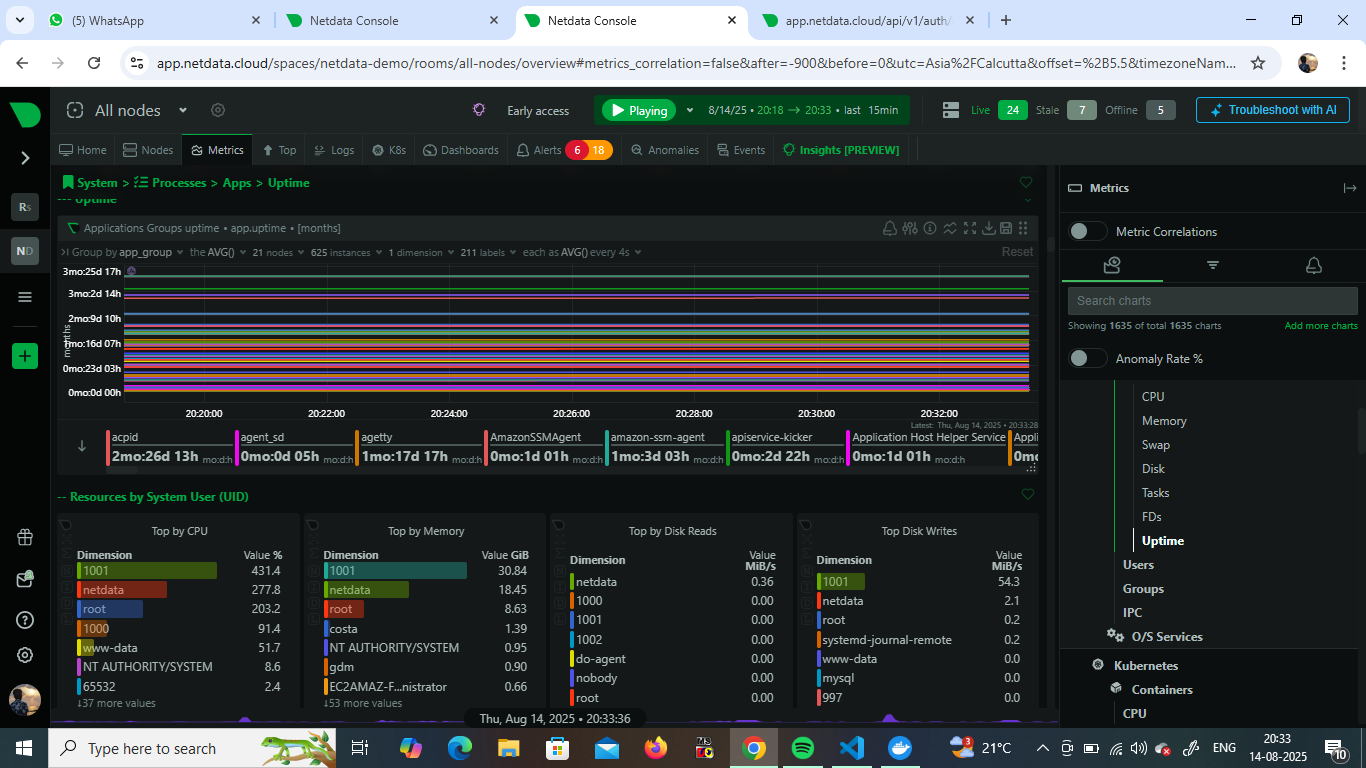 (5) WhatsApp
Netdata Console
Netdata Console
app.netdata.cloud/api/v1/auth/
app.netdata.cloud/spaces/netdata-demo/rooms/all-nodes/overview#metrics_correlation=false&after=-900&before=0&utc=Asia%2FCalcutta&offset=%2B5.5&timezoneNam...
All nodes
Early access
Playing
8/14/25 • 20:18 → 20:33 • last 15min
Live 24 Stale 7 Offline 5
Troubleshoot with AI
Home
Nodes
Metrics
Top
Logs
K8s
Dashboards
Alerts 6 18
Anomalies
Events
Insights [PREVIEW]
Rs
ND
System > Processes > Apps > Uptime
--- Uptime
Applications Groups uptime • app.uptime • [months]
Group by app_group the AVG() 21 nodes 625 instances 1 dimension 211 labels each as AVG() every 4s
Reset
3mo:25d 17h
3mo:2d 14h
2mo:9d 10h
1mo:16d 07h
0mo:23d 03h
0mo:0d 00h
months
20:20:00 20:22:00 20:24:00 20:26:00 20:28:00 20:30:00 20:32:00
Latest: Thu, Aug 14, 2025 • 20:33:28
acpid
2mo:26d 13h mo:d:h
agent_sd
0mo:0d 05h mo:d:h
agetty
1mo:17d 17h mo:d:h
AmazonSSMAgent
0mo:1d 01h mo:d:h
amazon-ssm-agent
1mo:3d 03h mo:d:h
apiservice-kicker
0mo:2d 22h mo:d:h
Application Host Helper Service
0mo:1d 01h mo:d:h
Appli
0mo
-- Resources by System User (UID)
Top by CPU
Dimension Value %
1001 431.4
netdata 277.8
root 203.2
1000 91.4
www-data 51.7
NT AUTHORITY/SYSTEM 8.6
65532 2.4
↓37 more values
Top by Memory
Dimension Value GiB
1001 30.84
netdata 18.45
root 8.63
costa 1.39
NT AUTHORITY/SYSTEM 0.95
gdm 0.90
EC2AMAZ-F...nistrator 0.66
↓53 more values
Top by Disk Reads
Dimension Value MiB/s
netdata 0.36
1000 0.00
1001 0.00
1002 0.00
do-agent 0.00
nobody 0.00
root 0.00
Top Disk Writes
Dimension Value MiB/s
1001 54.3
netdata 2.1
root 0.2
systemd-journal-remote 0.2
www-data 0.0
mysql 0.0
997 0.0
Thu, Aug 14, 2025 • 20:33:36
Metrics
Metric Correlations
Search charts
Showing 1635 of total 1635 charts
Add more charts
Anomaly Rate %
CPU
Memory
Swap
Disk
Tasks
FDs
Uptime
Users
Groups
IPC
O/S Services
Kubernetes
Containers
CPU
Type here to search
3
21°C
ENG
20:33
14-08-2025
10